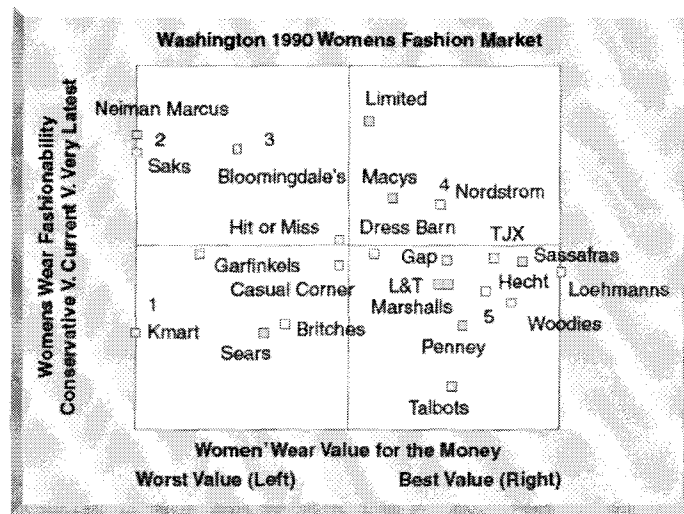 Washington 1990 Womens Fashion Market
Womens Wear Fashionability
Conservative V. Current V. Very Latest
Limited
Neiman Marcus
2
3
Saks
Bloomingdale's
Macys
4
Nordstrom
Hit or Miss
Dress Barn
TJX
Garfinkels
Gap
Sassafras
Casual Corner
L&T
Hecht
Loehmanns
1
Marshalls
5
Woodies
Kmart
Britches
Sears
Penney
Talbots
Women' Wear Value for the Money
Worst Value (Left)
Best Value (Right)